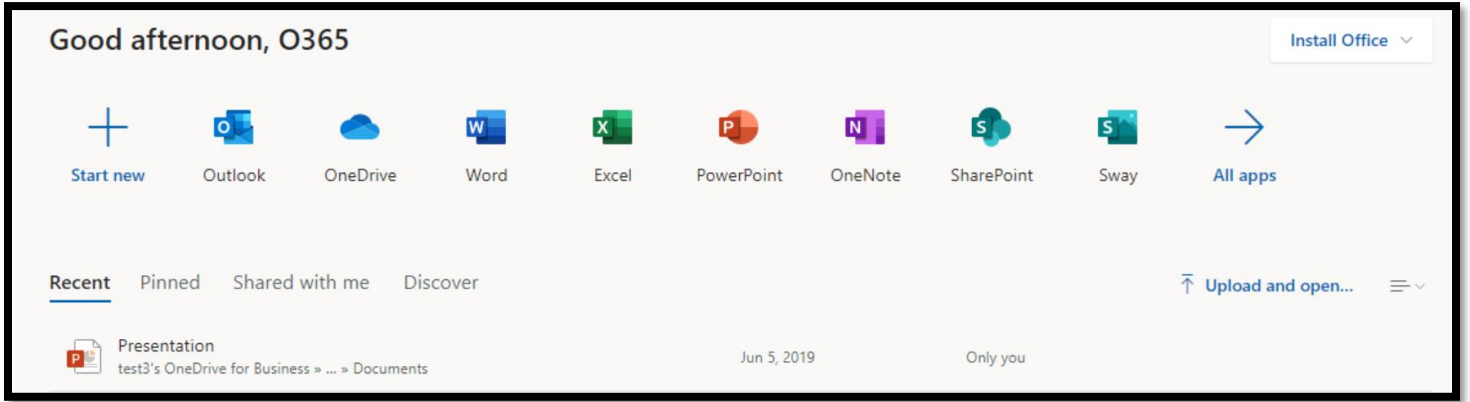 Good afternoon, O365
Install Office
Start new
Outlook
OneDrive
Word
Excel
PowerPoint
OneNote
SharePoint
Sway
All apps
Recent
Pinned
Shared with me
Discover
Upload and open...
Presentation
test3's OneDrive for Business » ... » Documents
Jun 5, 2019
Only you